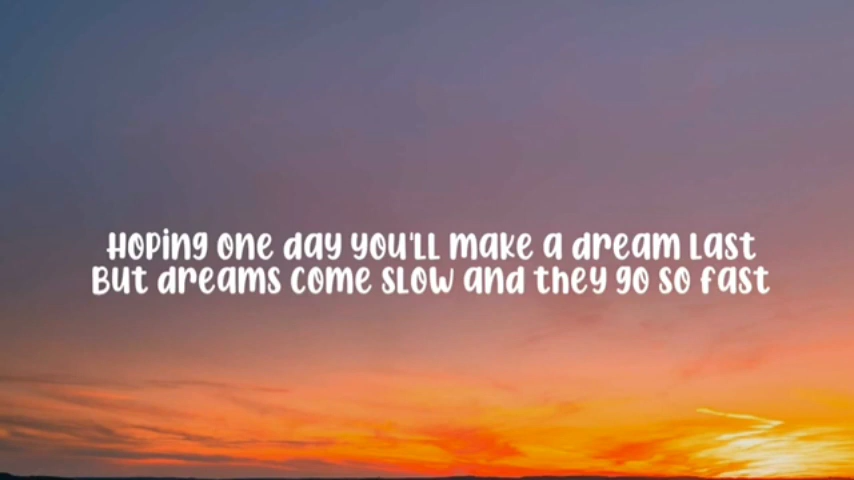 Hoping one day you'll make a dream last
But dreams come slow and they go so fast